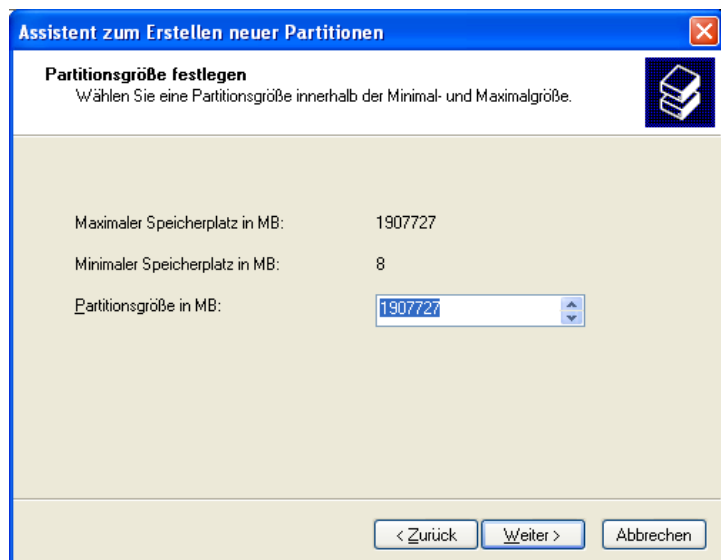 Assistent zum Erstellen neuer Partitionen
Partitionsgröße festlegen
Wählen Sie eine Partitionsgröße innerhalb der Minimal- und Maximalgröße.
Maximaler Speicherplatz in MB: 1907727
Minimaler Speicherplatz in MB: 8
Partitionsgröße in MB: 1907727
< Zurück Weiter > Abbrechen